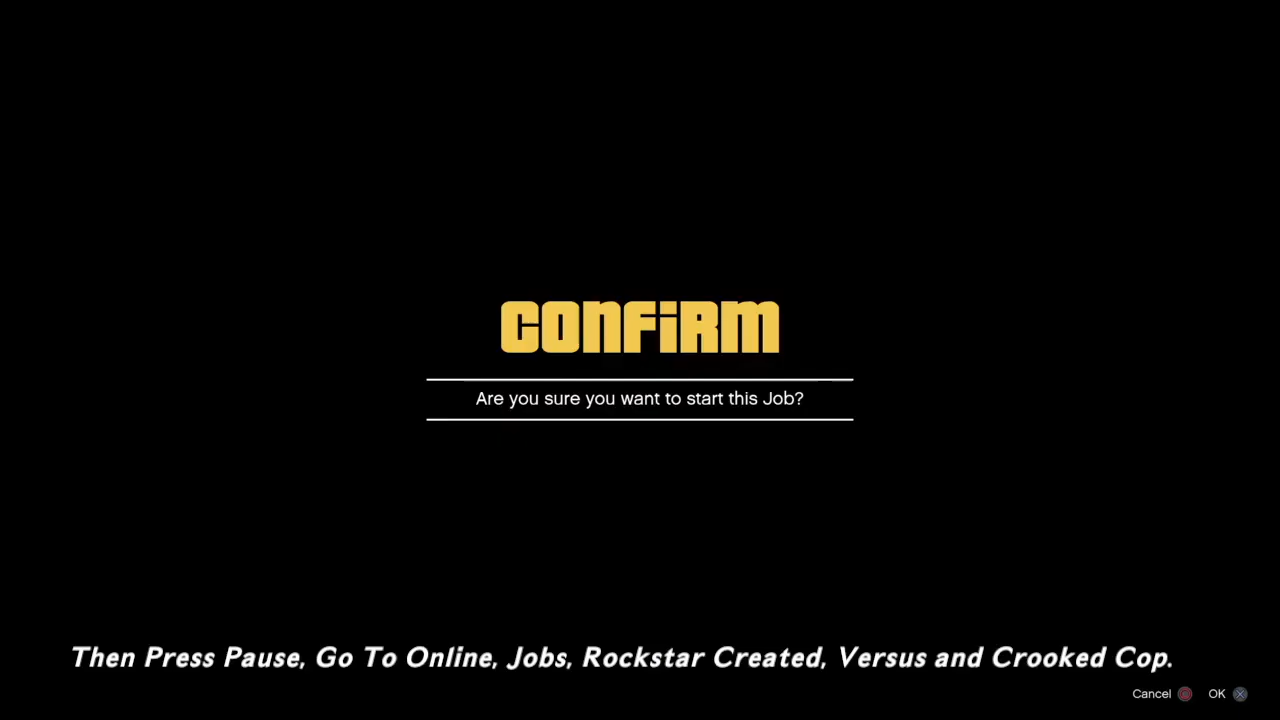 CONFIRM
Are you sure you want to start this Job?
Then Press Pause, Go To Online, Jobs, Rockstar Created, Versus and Crooked Cop.
Cancel OK